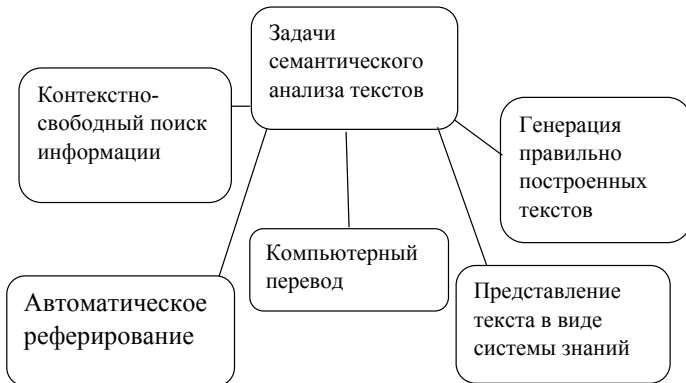 Задачи
семантического
анализа текстов
Контекстно-
свободный поиск
информации
Генерация
правильно
построенных
текстов
Компьютерный
перевод
Автоматическое
реферирование
Представление
текста в виде
системы знаний